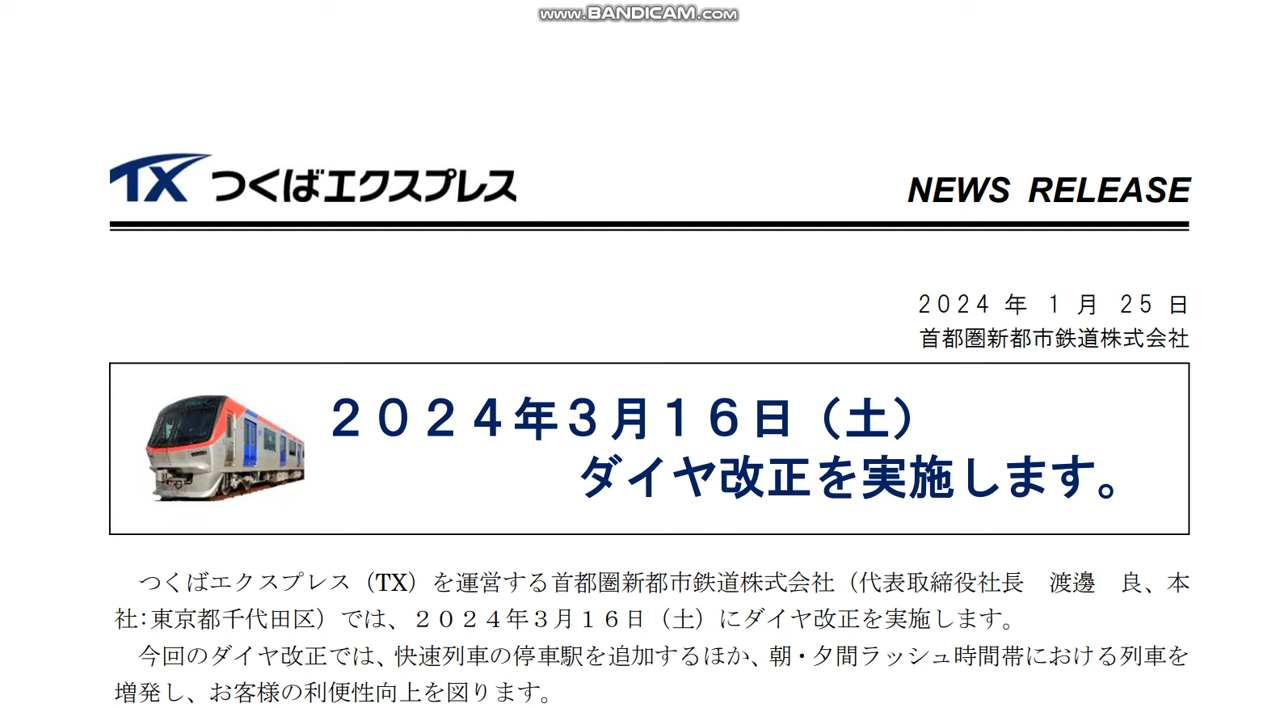 www.BANDICAM.com
TX つくばエクスプレス
NEWS RELEASE
2024 年 1 月 25 日
首都圏新都市鉄道株式会社
２０２４年３月１６日（土）
ダイヤ改正を実施します。
つくばエクスプレス（TX）を運営する首都圏新都市鉄道株式会社（代表取締役社長　渡邊　良、本
社：東京都千代田区）では、２０２４年３月１６日（土）にダイヤ改正を実施します。
今回のダイヤ改正では、快速列車の停車駅を追加するほか、朝・夕間ラッシュ時間帯における列車を
増発し、お客様の利便性向上を図ります。